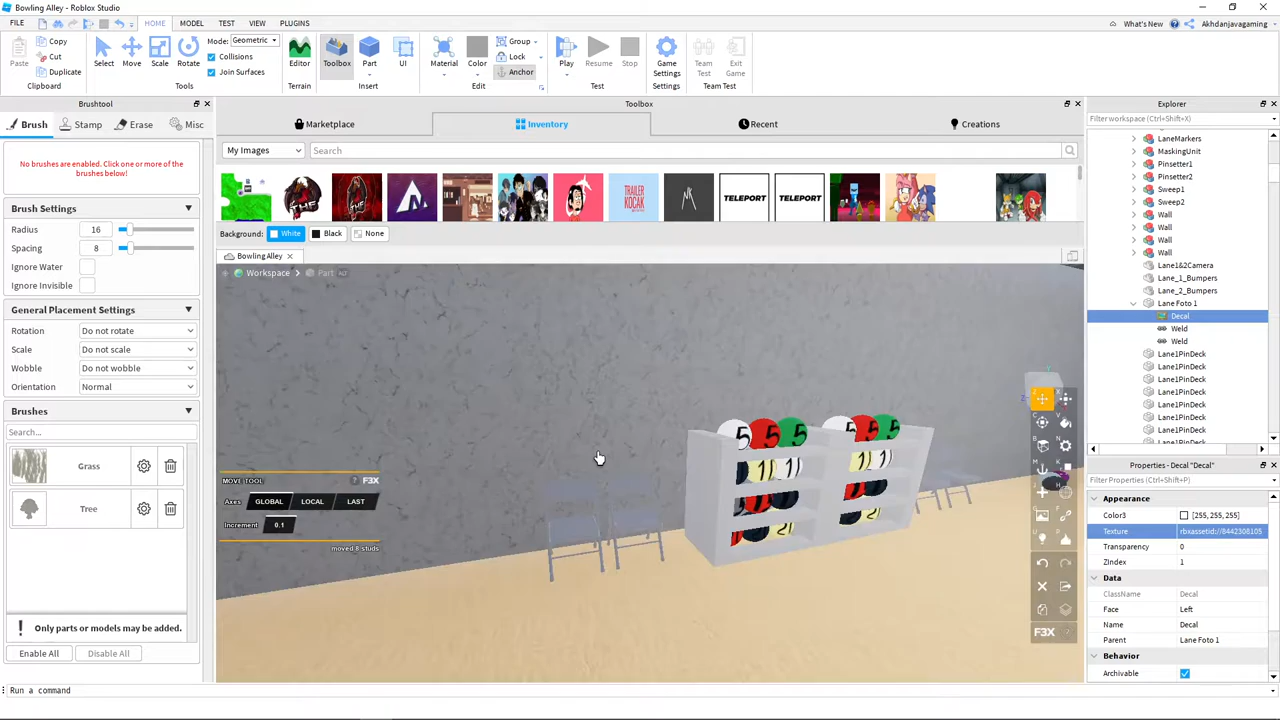 Bowling Alley - Roblox Studio
FILE HOME MODEL TEST VIEW PLUGINS
What's New Akhdanjavagaming
Paste Copy Cut Duplicate Clipboard
Select Move Scale Rotate Mode: Geometric Collisions Join Surfaces Tools
Editor Terrain Toolbox Part UI Insert
Material Color Group Lock Anchor Edit
Play Resume Stop Test Game Settings Settings Team Test Exit Game Team Test
Brushtool
Brush Stamp Erase Misc
No brushes are enabled. Click one or more of the
brushes below!
Brush Settings
Radius 16
Spacing 8
Ignore Water
Ignore Invisible
General Placement Settings
Rotation Do not rotate
Scale Do not scale
Wobble Do not wobble
Orientation Normal
Brushes
Search...
Grass
Tree
! Only parts or models may be added.
Enable All Disable All
Toolbox
Marketplace Inventory Recent Creations
My Images Search
TRAILER KOCAK TELEPORT TELEPORT
Background: White Black None
Bowling Alley
Workspace Part
MOVE TOOL ? F3X
Axes GLOBAL LOCAL LAST
Increment 0.1
moved 8 studs
F3X
Explorer
Filter workspace (Ctrl+Shift+X)
LaneMarkers
MaskingUnit
Pinsetter1
Pinsetter2
Sweep1
Sweep2
Wall
Wall
Wall
Wall
Lane1&2Camera
Lane_1_Bumpers
Lane_2_Bumpers
Lane Foto 1
Decal
Weld
Weld
Lane1PinDeck
Lane1PinDeck
Lane1PinDeck
Lane1PinDeck
Lane1PinDeck
Lane1PinDeck
Lane1PinDeck
Lane1PinDeck
Properties - Decal "Decal"
Filter Properties (Ctrl+Shift+P)
Appearance
Color3 [255, 255, 255]
Texture rbxassetid://8442308105
Transparency 0
ZIndex 1
Data
ClassName Decal
Face Left
Name Decal
Parent Lane Foto 1
Behavior
Archivable
Run a command